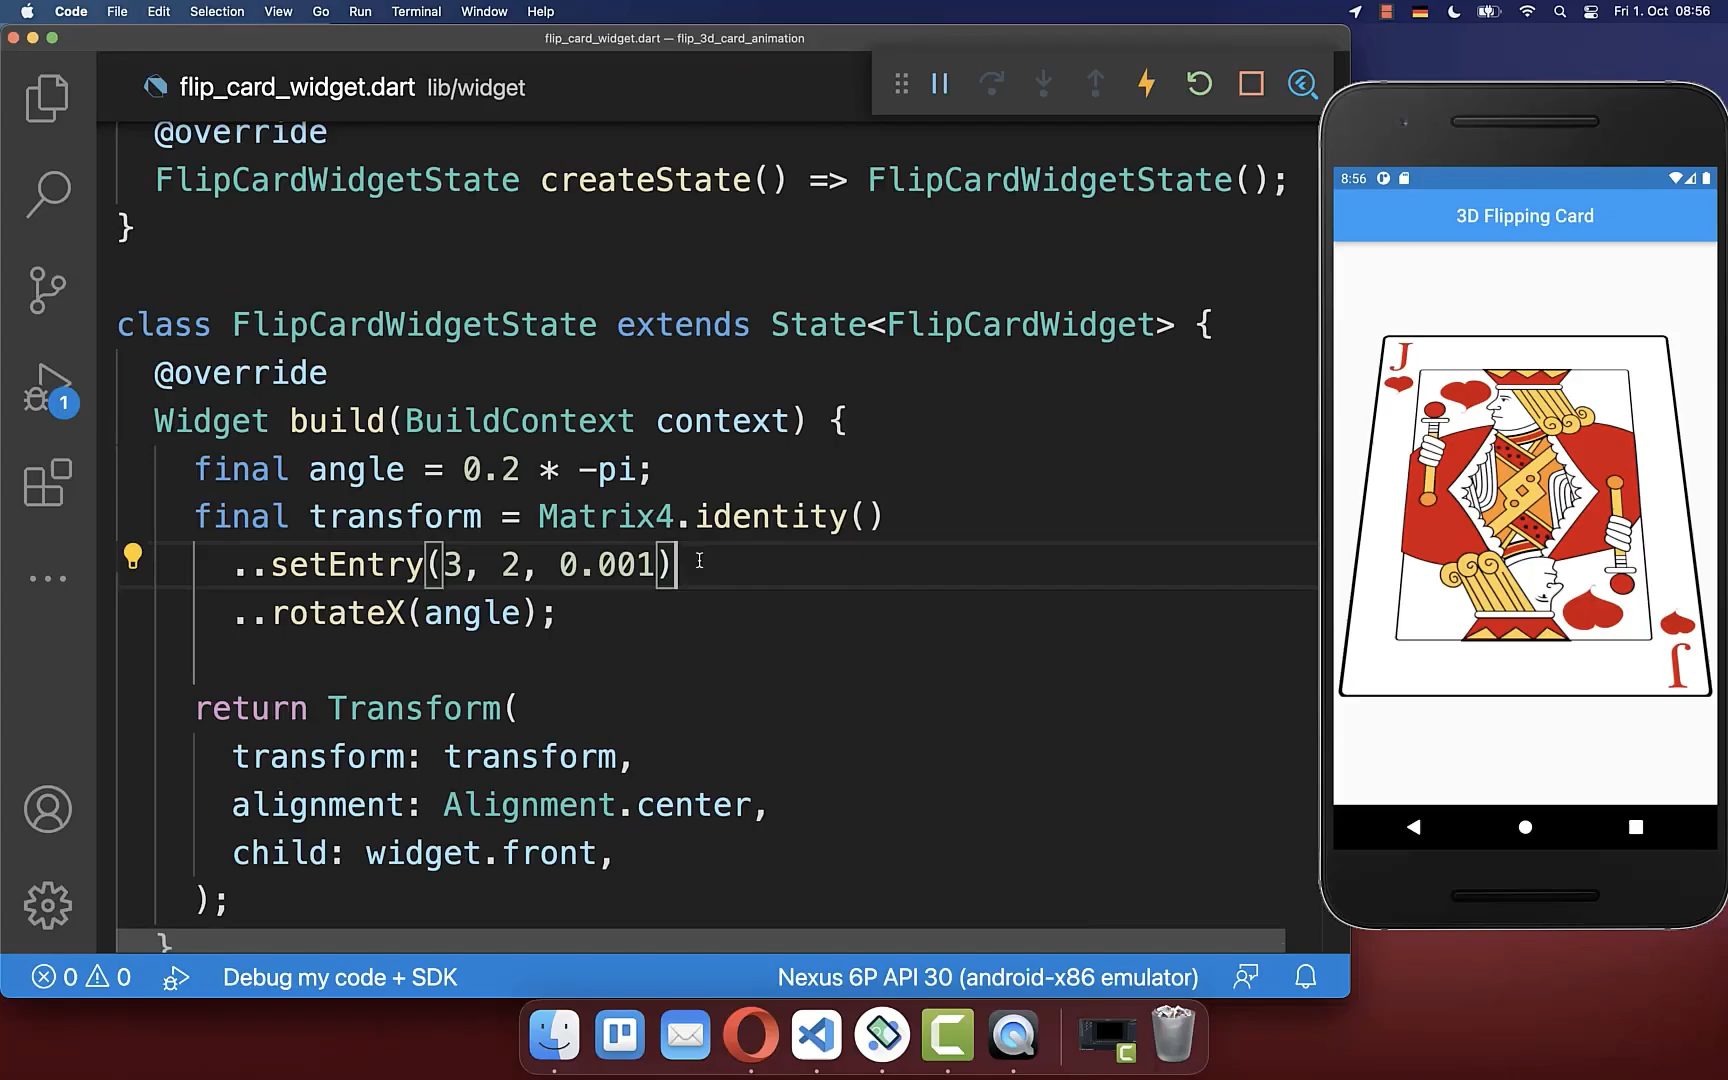 Code File Edit Selection View Go Run Terminal Window Help
Fri 1. Oct 08:56
flip_card_widget.dart — flip_3d_card_animation
flip_card_widget.dart lib/widget
@override
FlipCardWidgetState createState() => FlipCardWidgetState();
}
class FlipCardWidgetState extends State<FlipCardWidget> {
@override
Widget build(BuildContext context) {
final angle = 0.2 * -pi;
final transform = Matrix4.identity()
..setEntry(3, 2, 0.001)
..rotateX(angle);
return Transform(
transform: transform,
alignment: Alignment.center,
child: widget.front,
);
}
1
0 0
Debug my code + SDK
Nexus 6P API 30 (android-x86 emulator)
8:56
3D Flipping Card
J
J